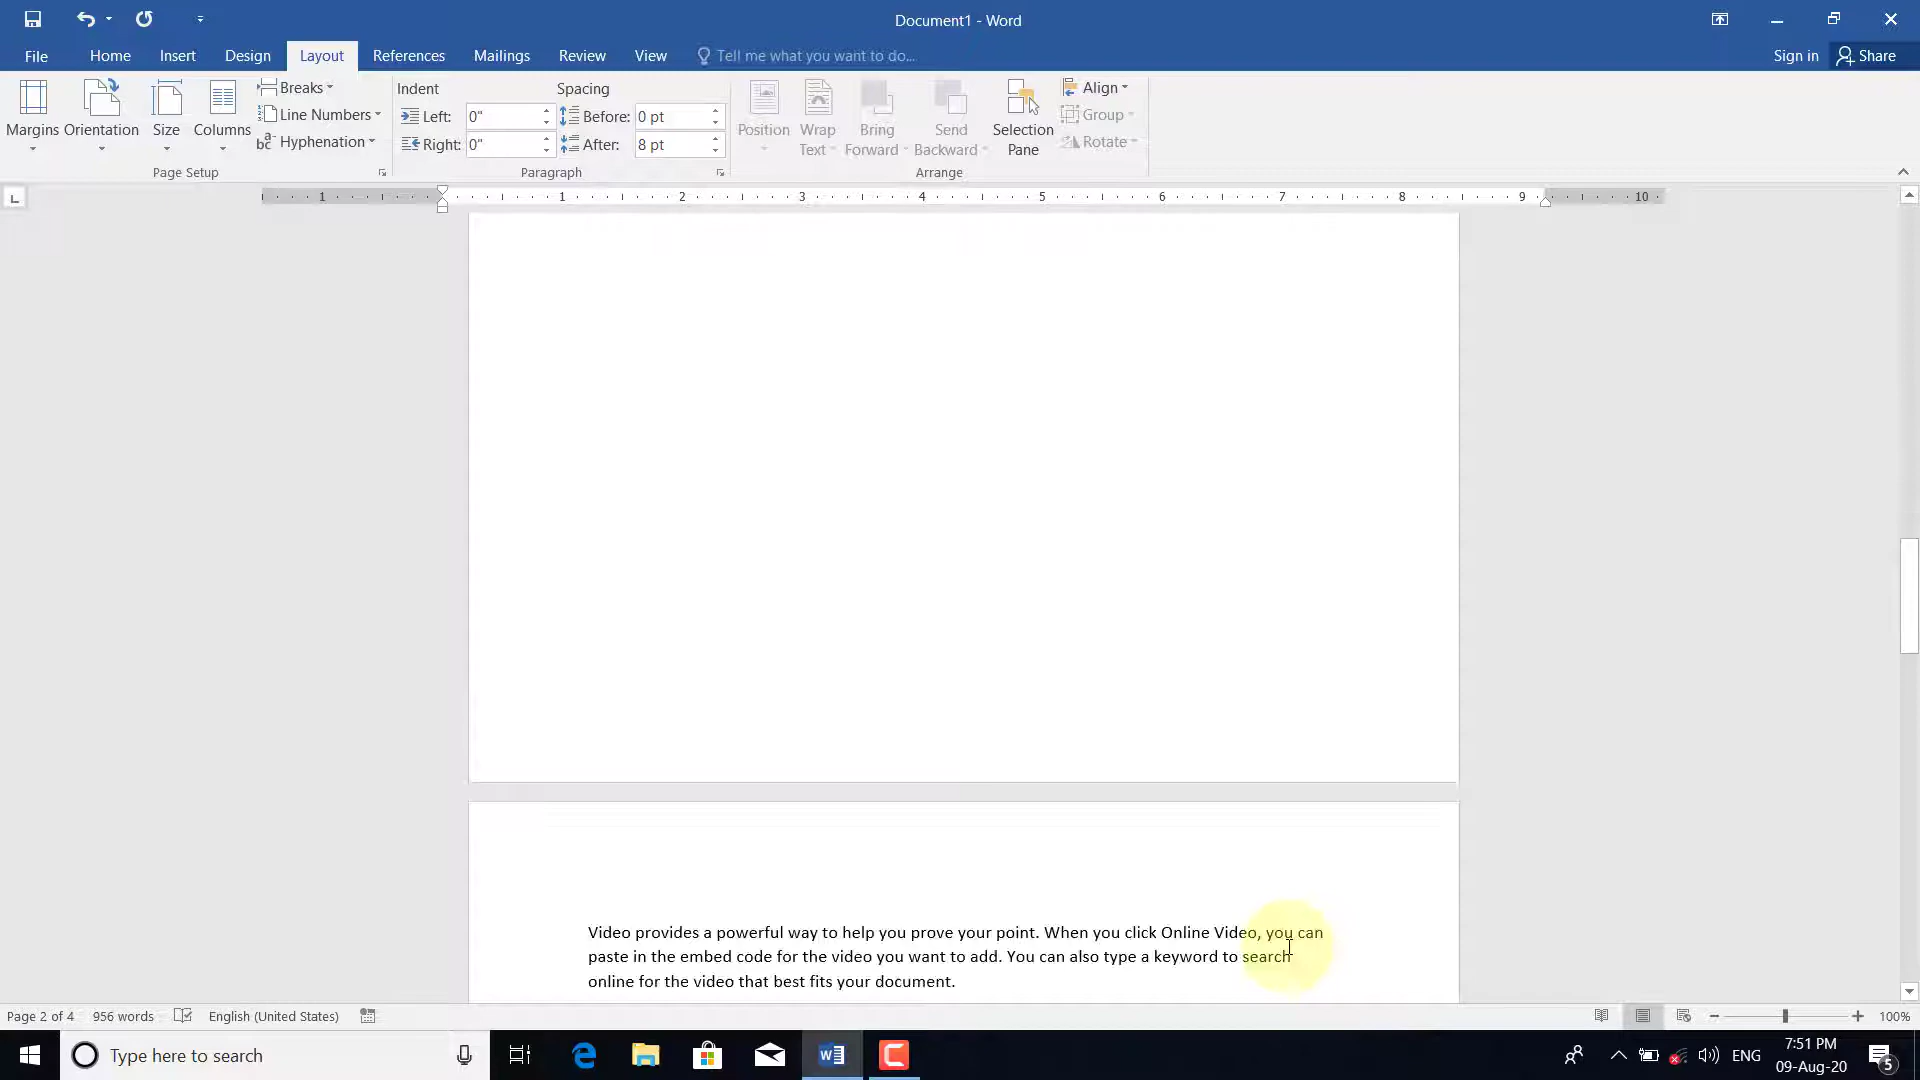 Document1 - Word
File Home Insert Design Layout References Mailings Review View Tell me what you want to do... Sign in Share
Margins Orientation Size Columns
Breaks
Line Numbers
Hyphenation
Page Setup
Indent Spacing
Left: 0" Before: 0 pt
Right: 0" After: 8 pt
Paragraph
Position Wrap Text Bring Forward Send Backward Selection Pane
Align
Group
Rotate
Arrange
1 1 2 3 4 5 6 7 8 9 10
Video provides a powerful way to help you prove your point. When you click Online Video, you can
paste in the embed code for the video you want to add. You can also type a keyword to search
online for the video that best fits your document.
Page 2 of 4 956 words English (United States) 100%
Type here to search ENG 7:51 PM
09-Aug-20 5